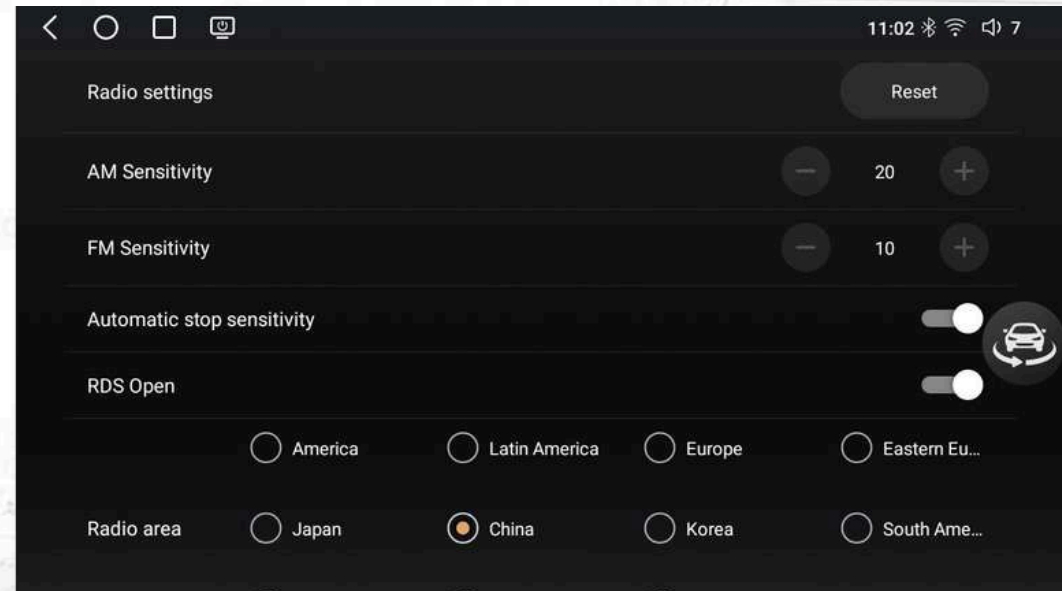 11:02 7
Radio settings Reset
AM Sensitivity 20
FM Sensitivity 10
Automatic stop sensitivity
RDS Open
America Latin America Europe Eastern Eu...
Radio area Japan China Korea South Ame...